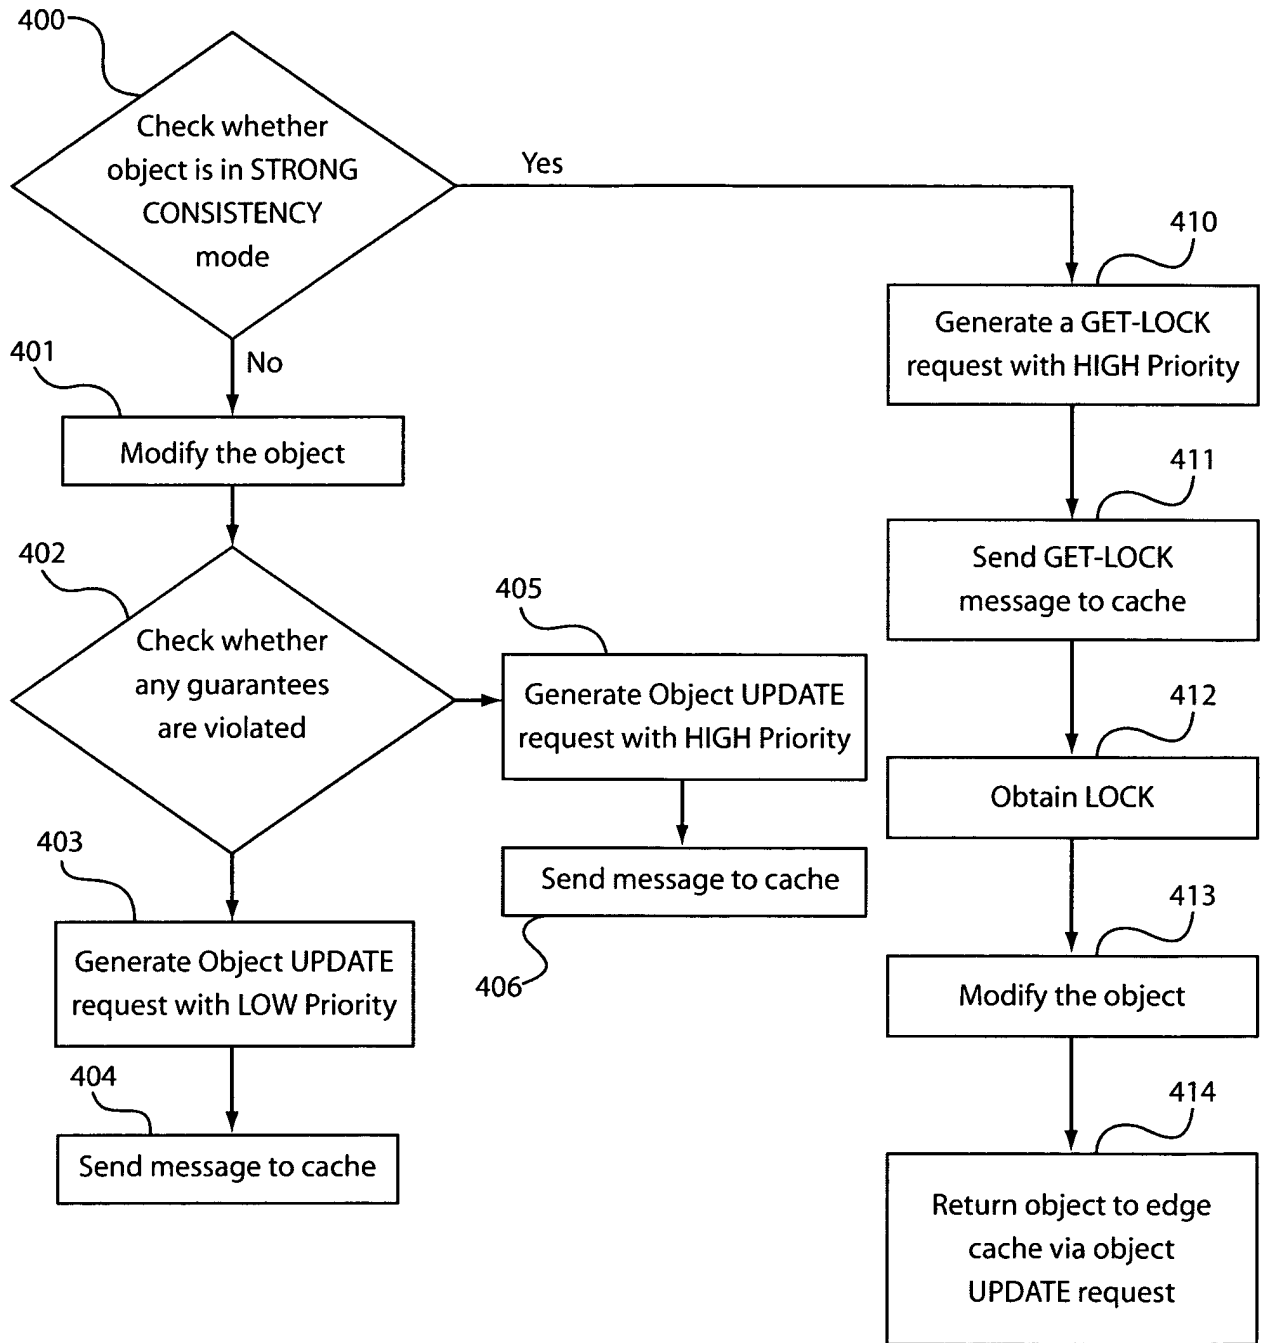 400
Check whether
object is in STRONG
CONSISTENCY
mode
Yes
No
401
Modify the object
402
Check whether
any guarantees
are violated
403
Generate Object UPDATE
request with LOW Priority
404
Send message to cache
405
Generate Object UPDATE
request with HIGH Priority
Send message to cache
406
410
Generate a GET-LOCK
request with HIGH Priority
411
Send GET-LOCK
message to cache
412
Obtain LOCK
413
Modify the object
414
Return object to edge
cache via object
UPDATE request